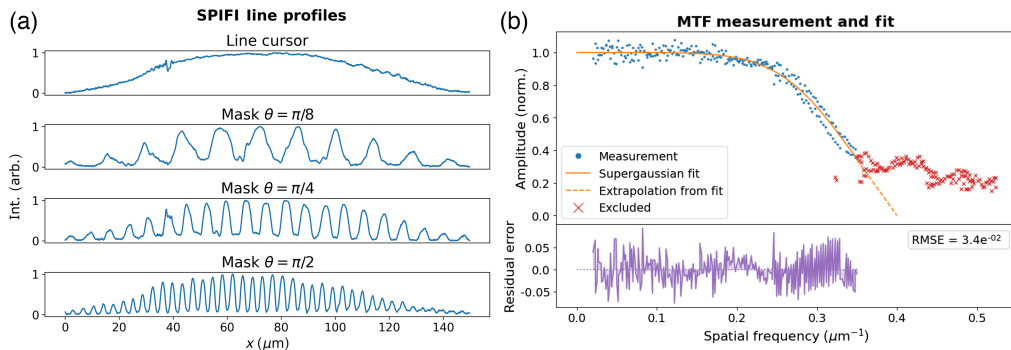 (a)
SPIFI line profiles
Line cursor
1
0
Mask θ = π/8
1
0
Mask θ = π/4
1
0
Mask θ = π/2
1
0
0 20 40 60 80 100 120 140
x (μm)
Int. (arb.)
(b)
MTF measurement and fit
1.0
0.8
0.6
0.4
0.2
0.0
Amplitude (norm.)
Measurement
Supergaussian fit
Extrapolation from fit
Excluded
RMSE = 3.4e⁻⁰²
0.05
0.0
-0.05
Residual error
0.0 0.1 0.2 0.3 0.4 0.5
Spatial frequency (μm⁻¹)